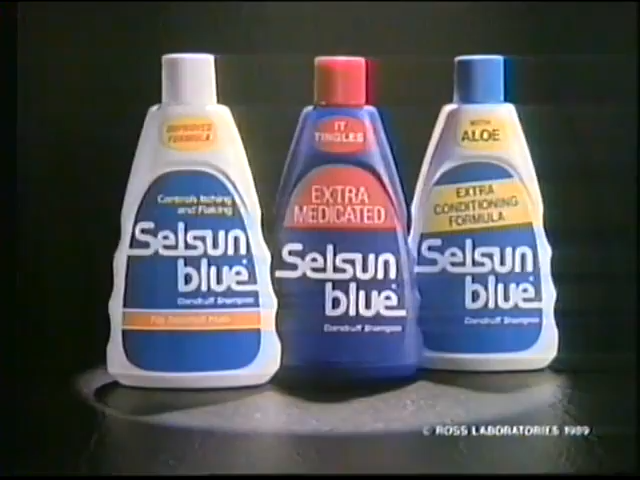 IMPROVED
FORMULA
Controls Itching
and Flaking
Selsun
blue
Dandruff Shampoo
IT
TINGLES
EXTRA
MEDICATED
Selsun
blue
Dandruff Shampoo
WITH
ALOE
EXTRA
CONDITIONING
FORMULA
Selsun
blue
Dandruff Shampoo
© ROSS LABORATORIES 1989